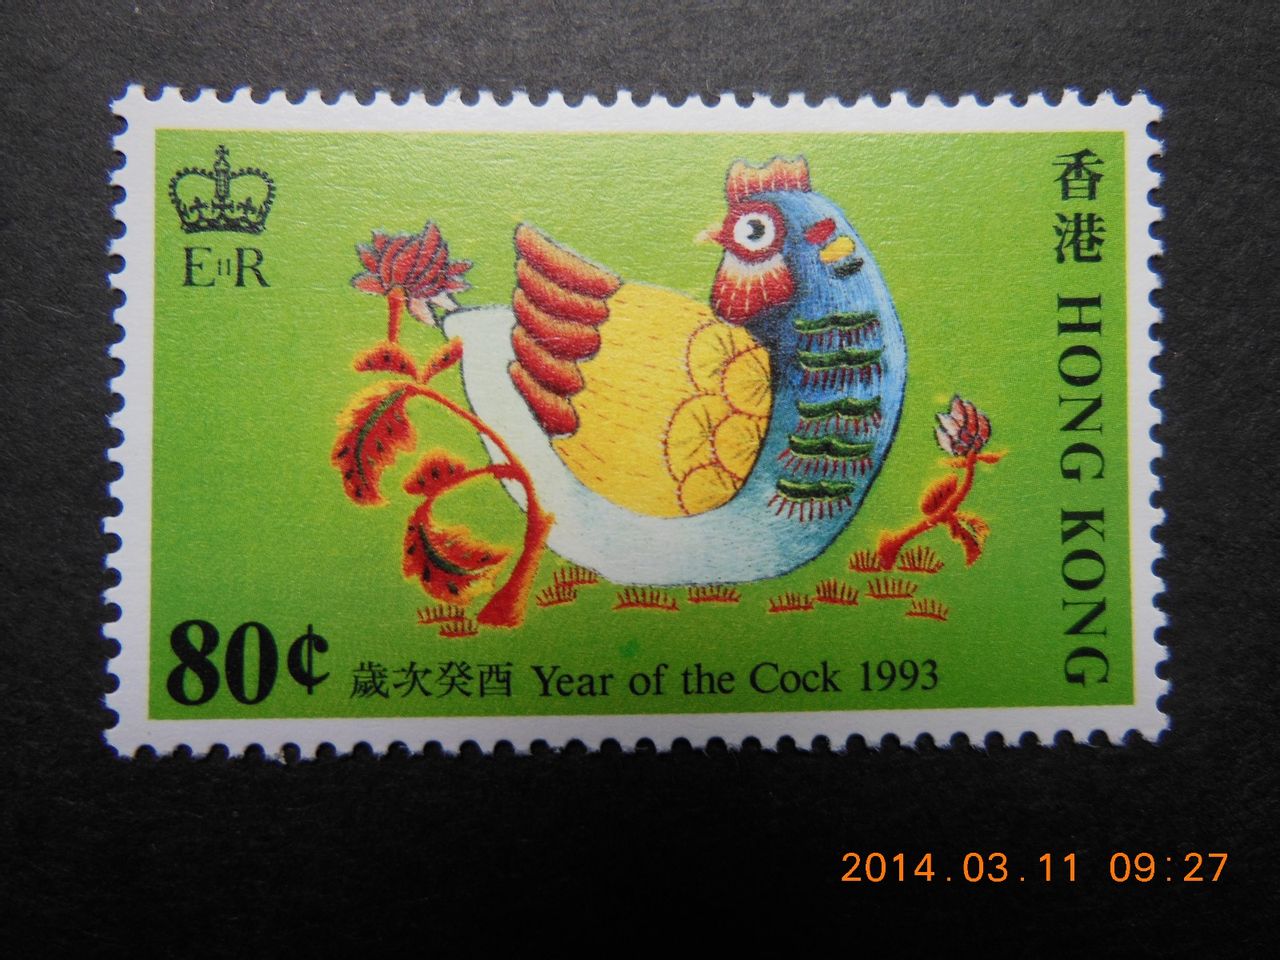 EIIR
香港 HONG KONG
80¢ 歲次癸酉 Year of the Cock 1993
2014.03.11 09:27